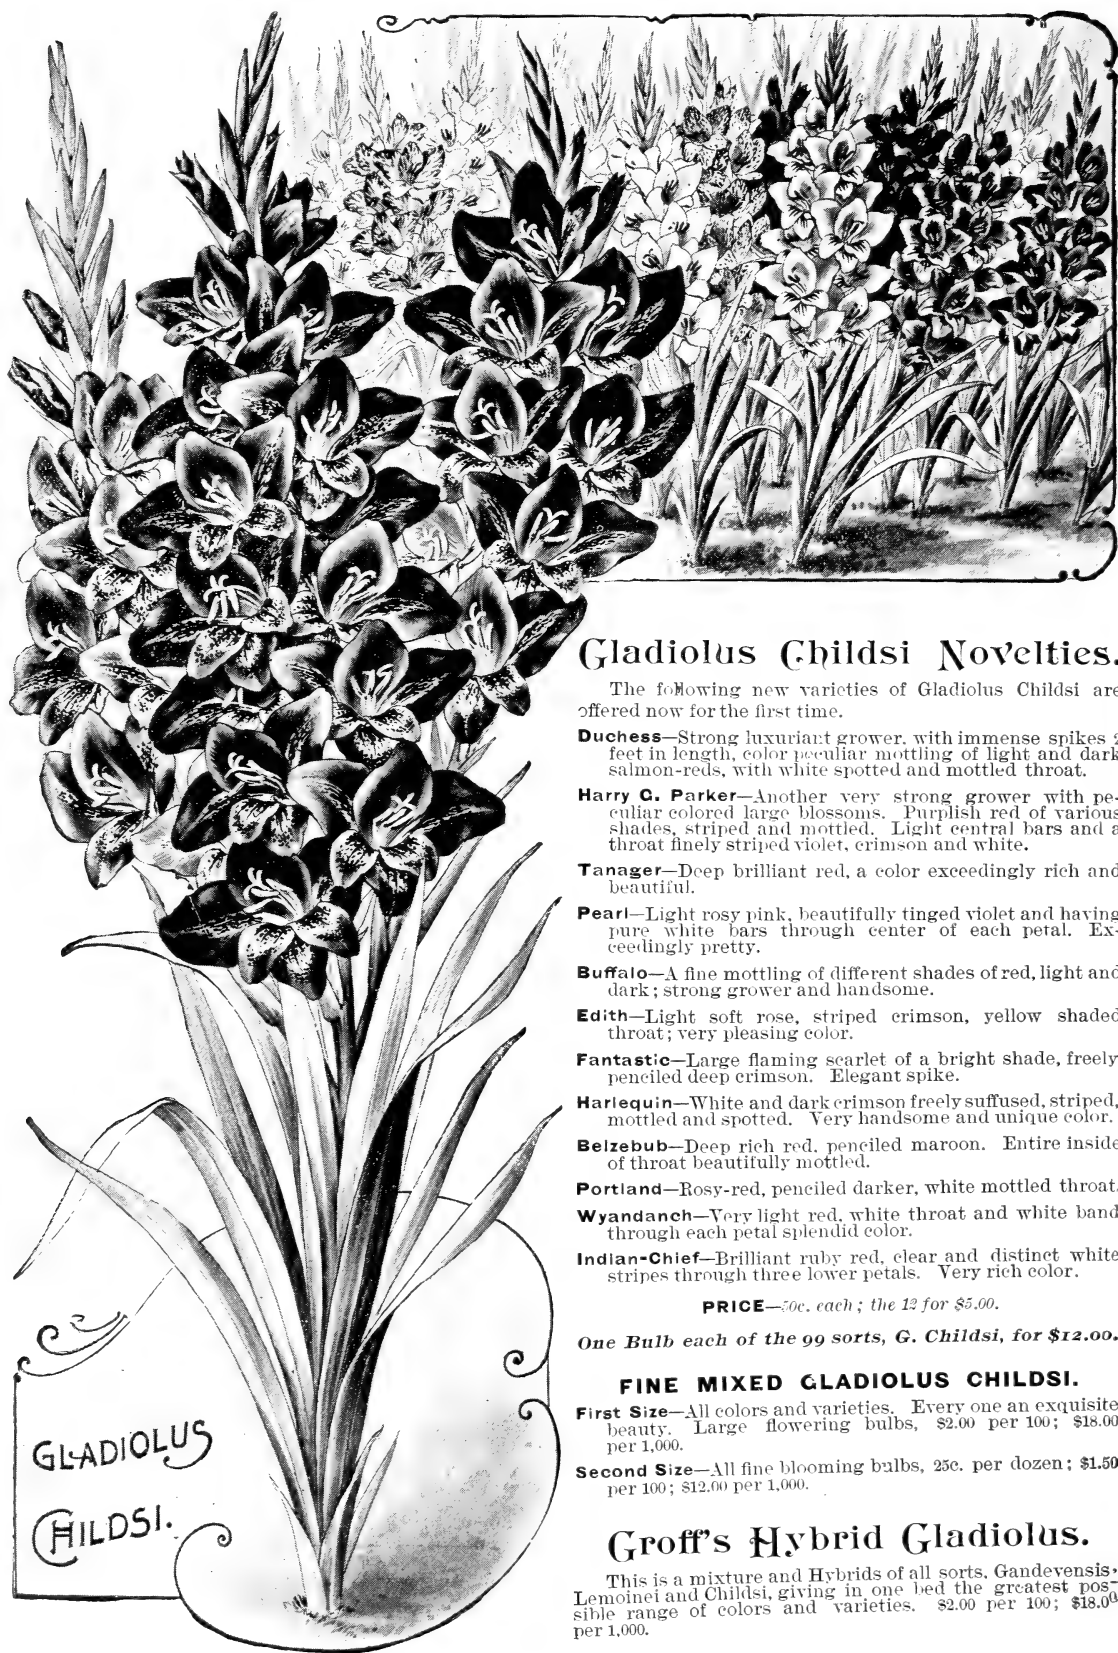 Gladiolus Childsi Novelties.
The following new varieties of Gladiolus Childsi are
offered now for the first time.
Duchess—Strong luxuriant grower, with immense spikes
feet in length, color peculiar mottling of light and dark
salmon-reds, with white spotted and mottled throat.
Harry C. Parker—Another very strong grower with pe-
culiar colored large blossoms. Purplish red of various
shades, striped and mottled. Light central bars and a
throat finely striped violet, crimson and white.
Tanager—Deep brilliant red, a color exceedingly rich and
beautiful.
Pearl—Light rosy pink, beautifully tinged violet and having
pure white bars through center of each petal. Ex-
ceedingly pretty.
Buffalo—A fine mottling of different shades of red, light and
dark; strong grower and handsome.
Edith—Light soft rose, striped crimson, yellow shaded
throat; very pleasing color.
Fantastic—Large flaming scarlet of a bright shade, freely
penciled deep crimson. Elegant spike.
Harlequin—White and dark crimson freely suffused, striped,
mottled and spotted. Very handsome and unique color.
Belzebub—Deep rich red, penciled maroon. Entire inside
of throat beautifully mottled.
Portland—Rosy-red, penciled darker, white mottled throat.
Wyandanch—Very light red, white throat and white band
through each petal splendid color.
Indian-Chief—Brilliant ruby red, clear and distinct white
stripes through three lower petals. Very rich color.
PRICE—50c. each; the 12 for $5.00.
One Bulb each of the 99 sorts, G. Childsi, for $12.00.
FINE MIXED GLADIOLUS CHILDSI.
First Size—All colors and varieties. Every one an exquisite
beauty. Large flowering bulbs, $2.00 per 100; $18.00
per 1,000.
Second Size—All fine blooming bulbs, 25c. per dozen; $1.50
per 100; $12.00 per 1,000.
Groff's Hybrid Gladiolus.
This is a mixture and Hybrids of all sorts, Gandevensis,
Lemoinei and Childsi, giving in one bed the greatest pos-
sible range of colors and varieties. $2.00 per 100; $18.00
per 1,000.
GLADIOLUS
CHILDSI.